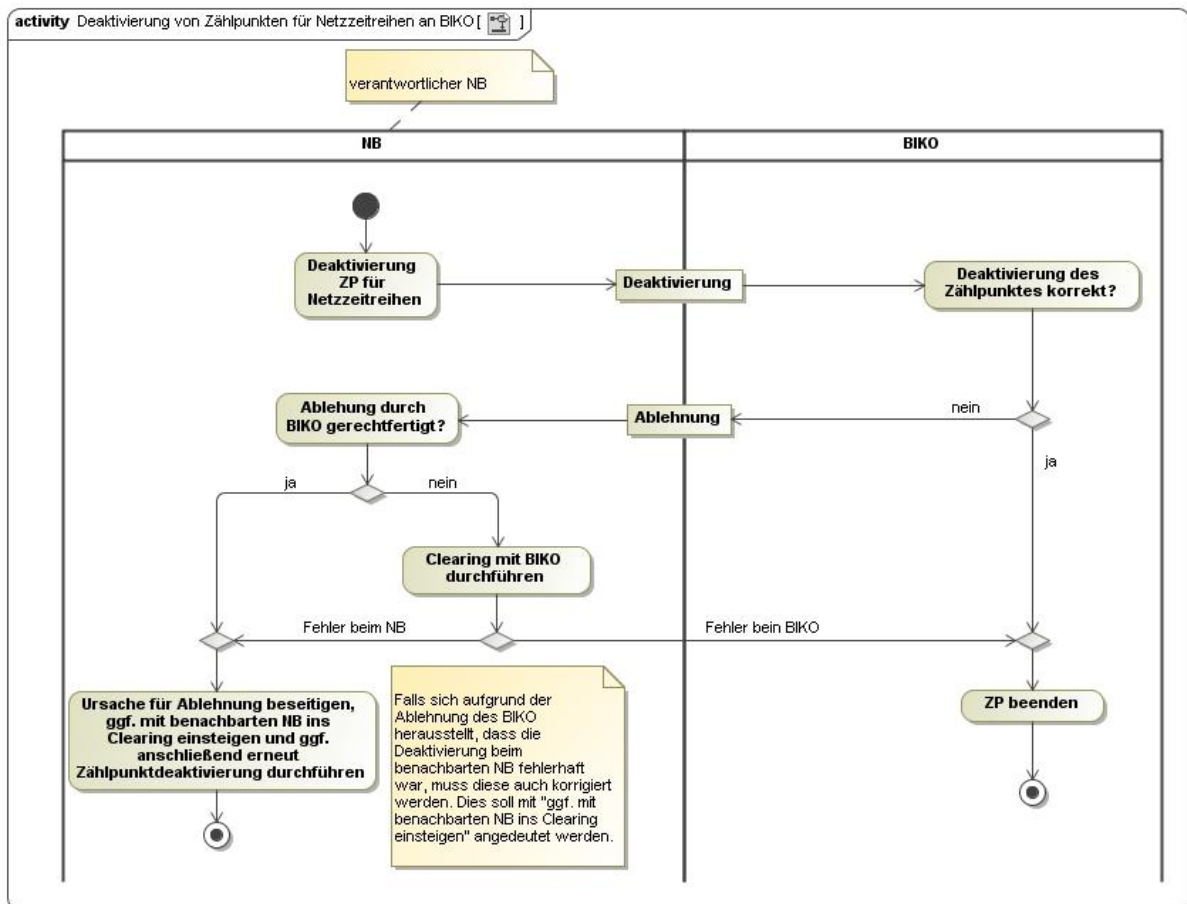 activity Deaktivierung von Zählpunkten für Netzzeitreihen an BIKO [ ]
verantwortlicher NB
NB
BIKO
Deaktivierung
ZP für
Netzzeitreihen
Deaktivierung
Deaktivierung des
Zählpunktes korrekt?
Ablehung durch
BIKO gerechtfertigt?
Ablehnung
nein
ja
ja
nein
Clearing mit BIKO
durchführen
Fehler beim NB
Fehler bein BIKO
Ursache für Ablehnung beseitigen,
ggf. mit benachbarten NB ins
Clearing einsteigen und ggf.
anschließend erneut
Zählpunktdeaktivierung durchführen
Falls sich aufgrund der
Ablehnung des BIKO
herausstellt, dass die
Deaktivierung beim
benachbarten NB fehlerhaft
war, muss diese auch korrigiert
werden. Dies soll mit "ggf. mit
benachbarten NB ins Clearing
einsteigen" angedeutet werden.
ZP beenden